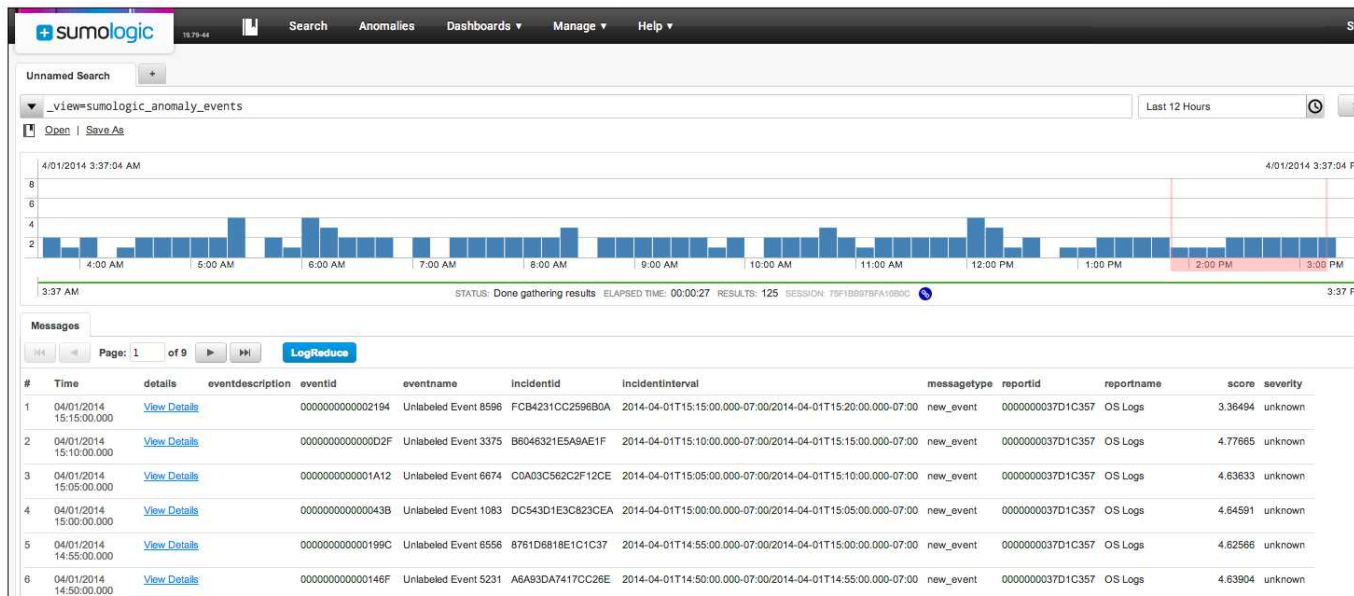 sumologic 19.79-44 Search Anomalies Dashboards ▾ Manage ▾ Help ▾ S
Unnamed Search +
_view=sumologic_anomaly_events Last 12 Hours
Open | Save As
4/01/2014 3:37:04 AM 4/01/2014 3:37:04 P
8
6
4
2
4:00 AM 5:00 AM 6:00 AM 7:00 AM 8:00 AM 9:00 AM 10:00 AM 11:00 AM 12:00 PM 1:00 PM 2:00 PM 3:00 PM
3:37 AM STATUS: Done gathering results ELAPSED TIME: 00:00:27 RESULTS: 125 SESSION: 3:37 P
Messages
Page: 1 of 9 LogReduce
# Time details eventdescription eventid eventname incidentid incidentinterval messagetype reportid reportname score severity
1 04/01/2014 View Details 0000000000002194 Unlabeled Event 8596 FCB4231CC2596B0A 2014-04-01T15:15:00.000-07:00/2014-04-01T15:20:00.000-07:00 new_event 0000000037D1C357 OS Logs 3.36494 unknown
15:15:00.000
2 04/01/2014 View Details 0000000000000D2F Unlabeled Event 3375 B6046321E5A9AE1F 2014-04-01T15:10:00.000-07:00/2014-04-01T15:15:00.000-07:00 new_event 0000000037D1C357 OS Logs 4.77665 unknown
15:10:00.000
3 04/01/2014 View Details 0000000000001A12 Unlabeled Event 6674 C0A03C562C2F12CE 2014-04-01T15:05:00.000-07:00/2014-04-01T15:10:00.000-07:00 new_event 0000000037D1C357 OS Logs 4.63633 unknown
15:05:00.000
4 04/01/2014 View Details 000000000000043B Unlabeled Event 1083 DC543D1E3C823CEA 2014-04-01T15:00:00.000-07:00/2014-04-01T15:05:00.000-07:00 new_event 0000000037D1C357 OS Logs 4.64591 unknown
15:00:00.000
5 04/01/2014 View Details 000000000000199C Unlabeled Event 6556 8761D6818E1C1C37 2014-04-01T14:55:00.000-07:00/2014-04-01T15:00:00.000-07:00 new_event 0000000037D1C357 OS Logs 4.62566 unknown
14:55:00.000
6 04/01/2014 View Details 000000000000146F Unlabeled Event 5231 A6A93DA7417CC26E 2014-04-01T14:50:00.000-07:00/2014-04-01T14:55:00.000-07:00 new_event 0000000037D1C357 OS Logs 4.63904 unknown
14:50:00.000